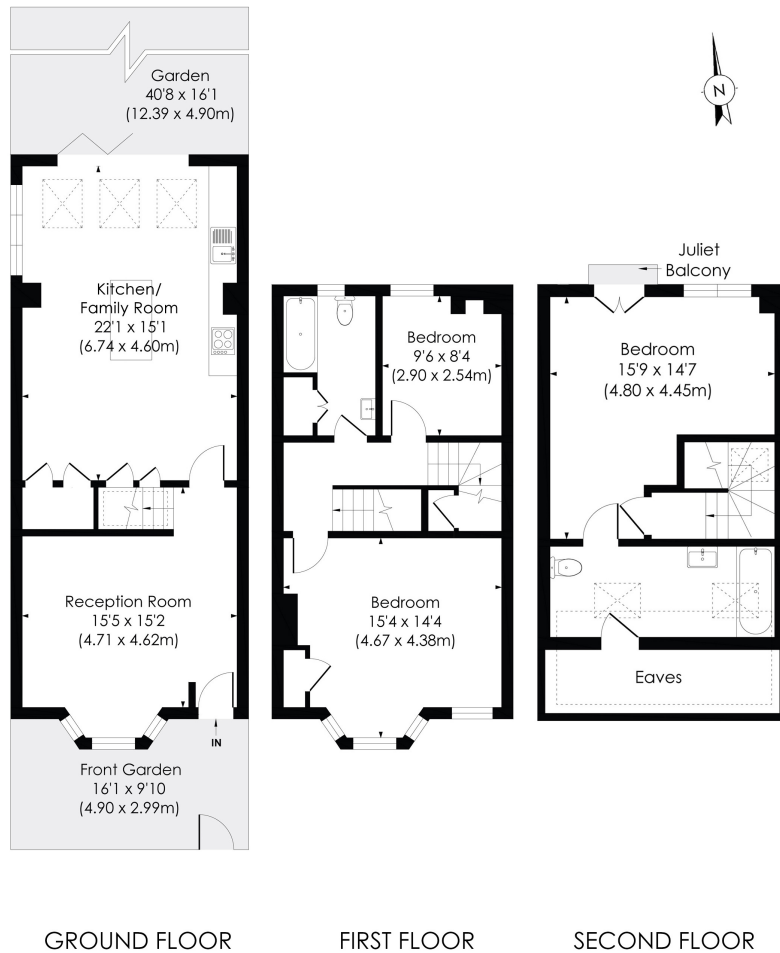 Garden
40'8 x 16'1
(12.39 x 4.90m)
N
Kitchen/
Family Room
22'1 x 15'1
(6.74 x 4.60m)
Reception Room
15'5 x 15'2
(4.71 x 4.62m)
IN
Front Garden
16'1 x 9'10
(4.90 x 2.99m)
Bedroom
9'6 x 8'4
(2.90 x 2.54m)
Bedroom
15'4 x 14'4
(4.67 x 4.38m)
Juliet
Balcony
Bedroom
15'9 x 14'7
(4.80 x 4.45m)
Eaves
GROUND FLOOR
FIRST FLOOR
SECOND FLOOR